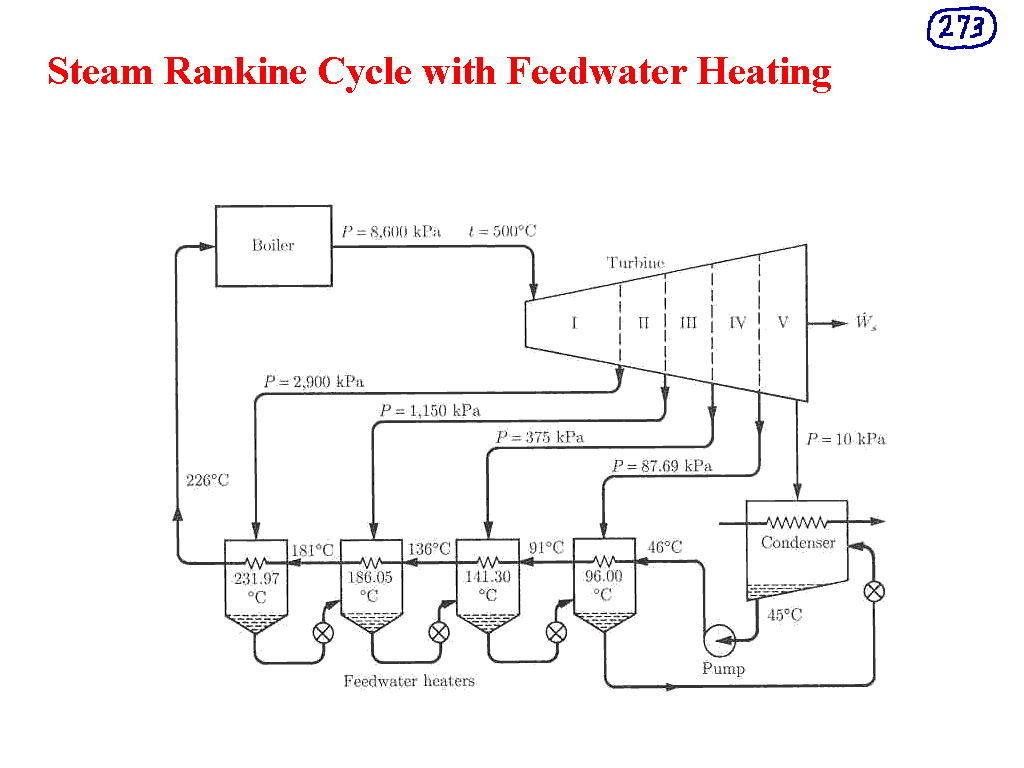 273
Steam Rankine Cycle with Feedwater Heating
Boiler
P = 8,600 kPa t = 500°C
Turbine
I II III IV V
Ẇs
P = 2,900 kPa
P = 1,150 kPa
P = 375 kPa
P = 87.69 kPa
P = 10 kPa
226°C
181°C 136°C 91°C 46°C
Condenser
231.97 °C
186.05 °C
141.30 °C
96.00 °C
45°C
Pump
Feedwater heaters